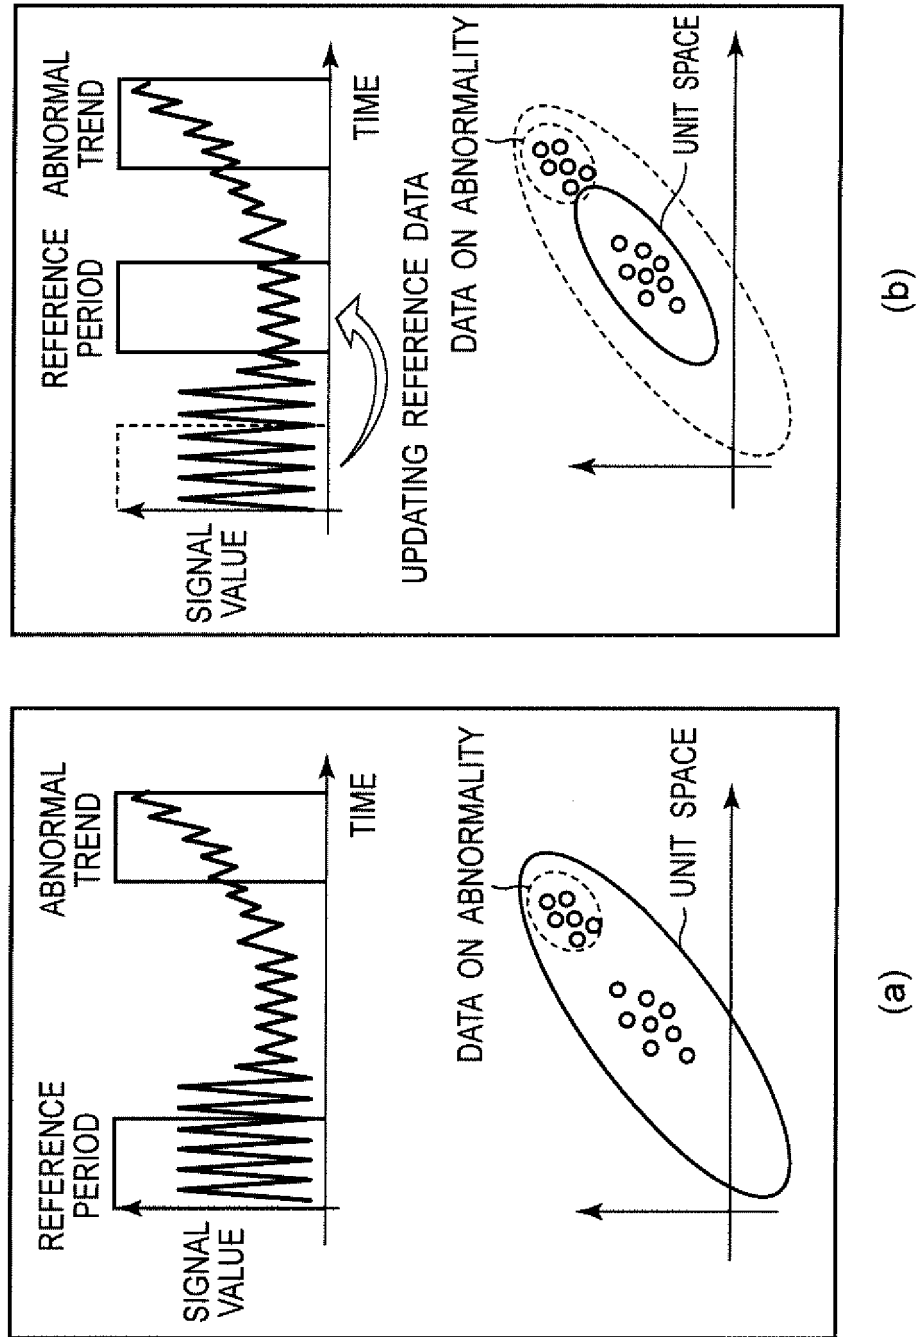 REFERENCE
PERIOD
ABNORMAL
TREND
SIGNAL
VALUE
TIME
DATA ON ABNORMALITY
UNIT SPACE
(a)
REFERENCE
PERIOD
ABNORMAL
TREND
SIGNAL
VALUE
TIME
UPDATING REFERENCE DATA
DATA ON ABNORMALITY
UNIT SPACE
(b)